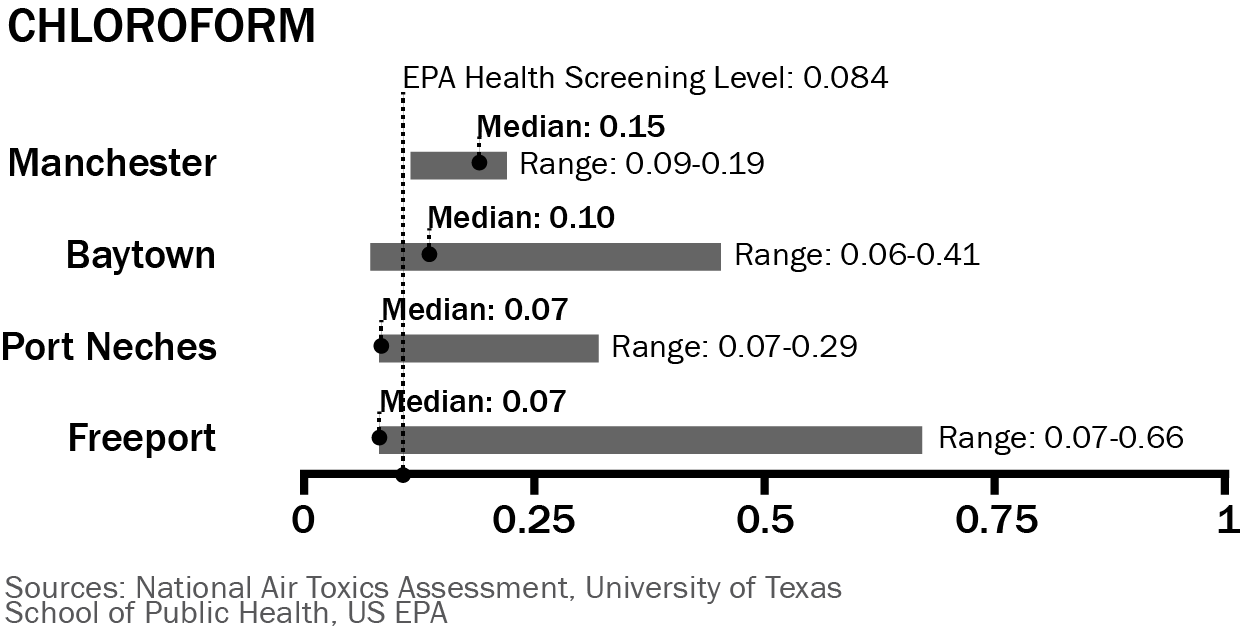 CHLOROFORM
EPA Health Screening Level: 0.084
Median: 0.15
Manchester
Range: 0.09-0.19
Median: 0.10
Baytown
Range: 0.06-0.41
Median: 0.07
Port Neches
Range: 0.07-0.29
Median: 0.07
Freeport
Range: 0.07-0.66
0 0.25 0.5 0.75 1
Sources: National Air Toxics Assessment, University of Texas
School of Public Health, US EPA